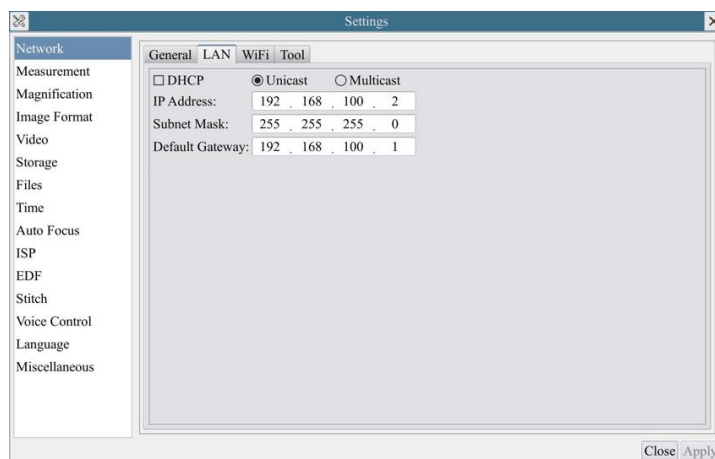 Settings
Network
Measurement
Magnification
Image Format
Video
Storage
Files
Time
Auto Focus
ISP
EDF
Stitch
Voice Control
Language
Miscellaneous
General LAN WiFi Tool
DHCP Unicast Multicast
IP Address: 192 . 168 . 100 . 2
Subnet Mask: 255 . 255 . 255 . 0
Default Gateway: 192 . 168 . 100 . 1
Close Apply